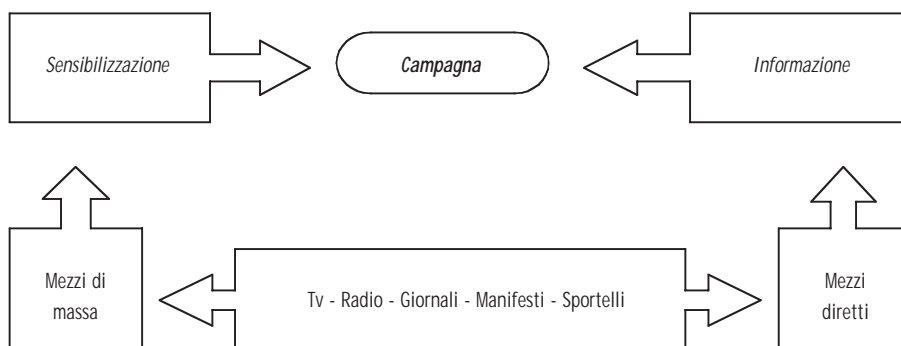 Sensibilizzazione
Campagna
Informazione
Mezzi di
massa
Tv - Radio - Giornali - Manifesti - Sportelli
Mezzi
diretti